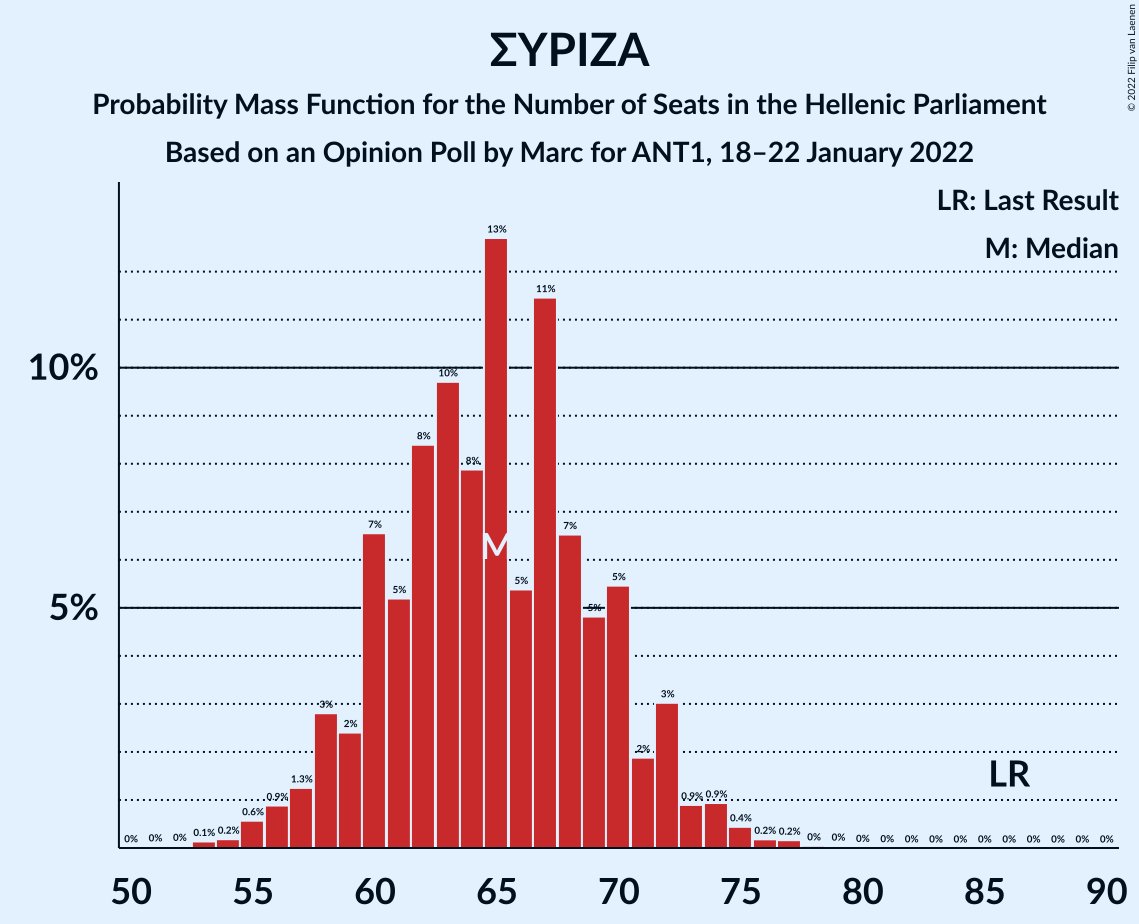 ΣΥΡΙΖΑ
Probability Mass Function for the Number of Seats in the Hellenic Parliament
Based on an Opinion Poll by Marc for ANT1, 18–22 January 2022
© 2022 Filip van Laenen
LR: Last Result
M: Median
10%
5%
0% 0% 0% 0.1% 0.2% 0.6% 0.9% 1.3% 3% 2% 7% 5% 8% 10% 8% 13% 5% 11% 7% 5% 5% 2% 3% 0.9% 0.9% 0.4% 0.2% 0.2% 0% 0% 0% 0% 0% 0% 0% 0% 0% 0% 0% 0% 0%
M
LR
50 55 60 65 70 75 80 85 90